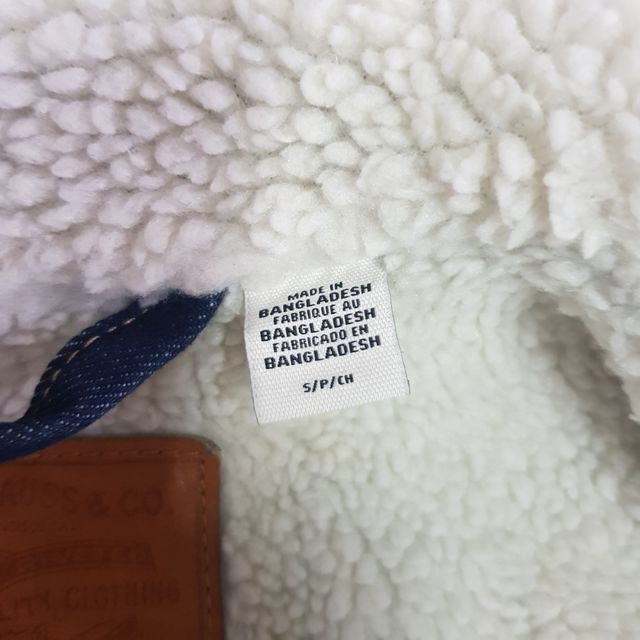 MADE IN
BANGLADESH
FABRIQUE AU
BANGLADESH
FABRICADO EN
BANGLADESH
S/P/CH
& CO.
CLOTHING